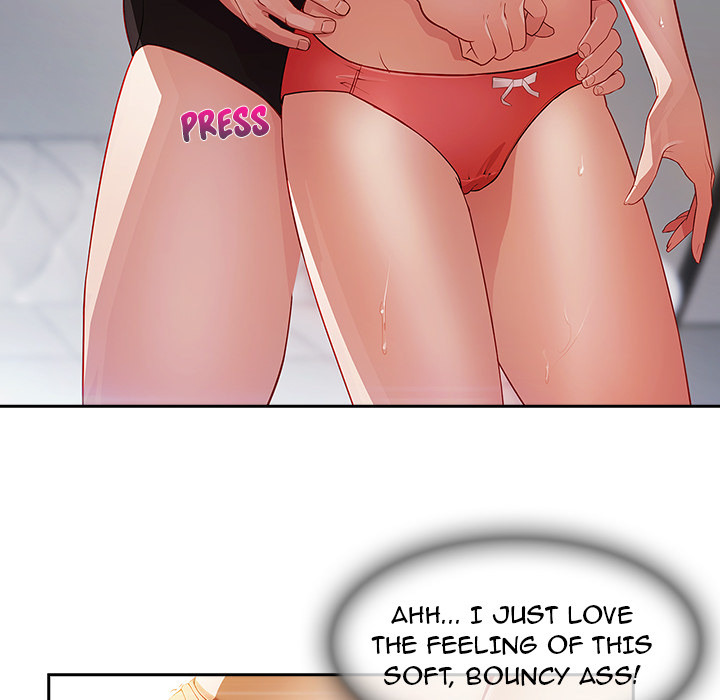 PRESS
AHH... I JUST LOVE
THE FEELING OF THIS
SOFT, BOUNCY ASS!